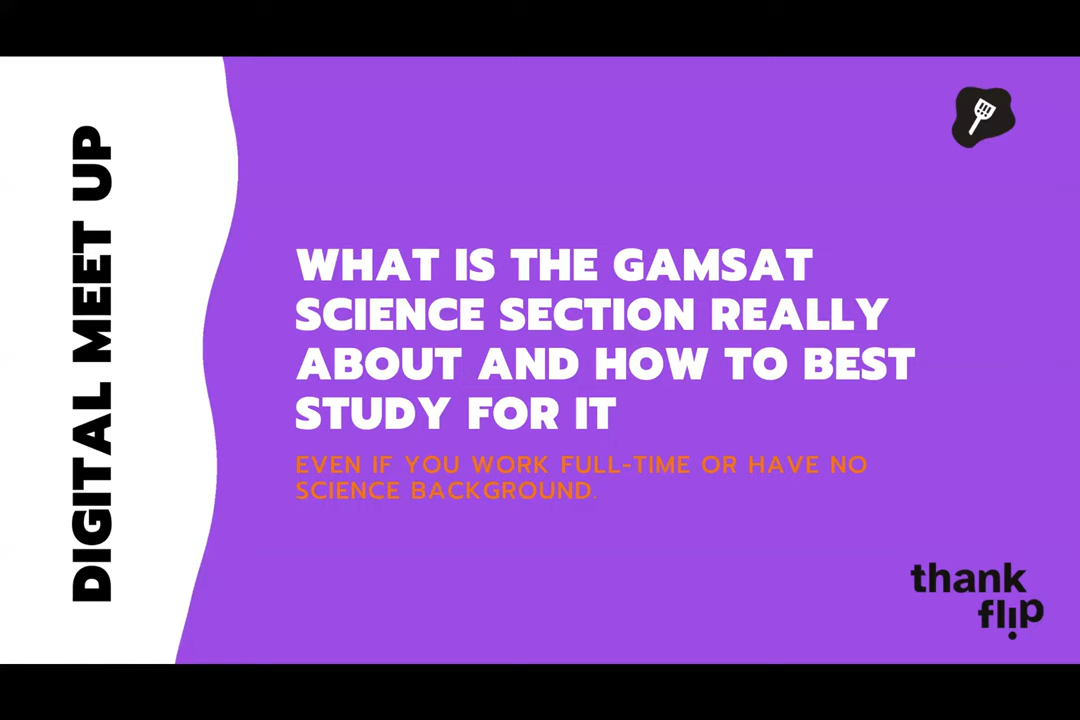 DIGITAL MEET UP
WHAT IS THE GAMSAT
SCIENCE SECTION REALLY
ABOUT AND HOW TO BEST
STUDY FOR IT
EVEN IF YOU WORK FULL-TIME OR HAVE NO
SCIENCE BACKGROUND.
thank
flip